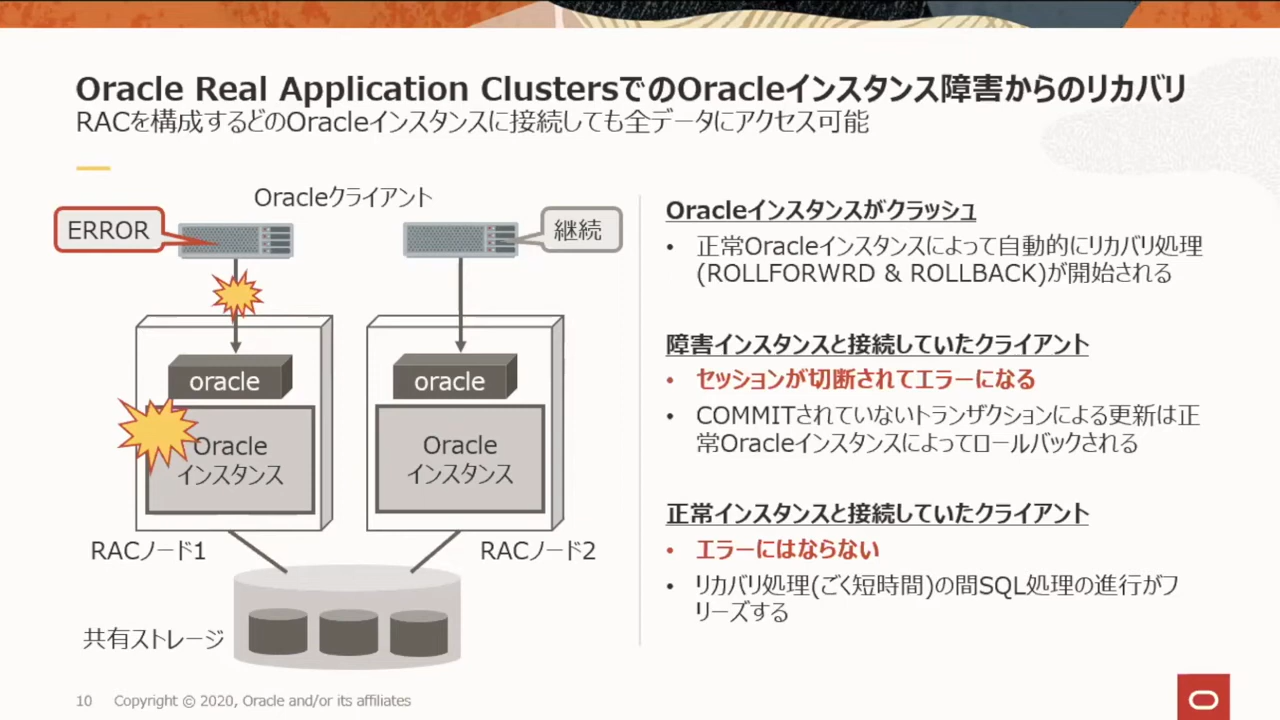 Oracle Real Application ClustersでのOracleインスタンス障害からのリカバリ
RACを構成するどのOracleインスタンスに接続しても全データにアクセス可能
Oracleクライアント
ERROR
継続
oracle
oracle
Oracle
インスタンス
Oracle
インスタンス
RACノード1
RACノード2
共有ストレージ
Oracleインスタンスがクラッシュ
• 正常Oracleインスタンスによって自動的にリカバリ処理
(ROLLFORWRD & ROLLBACK)が開始される
障害インスタンスと接続していたクライアント
• セッションが切断されてエラーになる
• COMMITされていないトランザクションによる更新は正
常Oracleインスタンスによってロールバックされる
正常インスタンスと接続していたクライアント
• エラーにはならない
• リカバリ処理(ごく短時間)の間SQL処理の進行がフ
リーズする
10 Copyright © 2020, Oracle and/or its affiliates